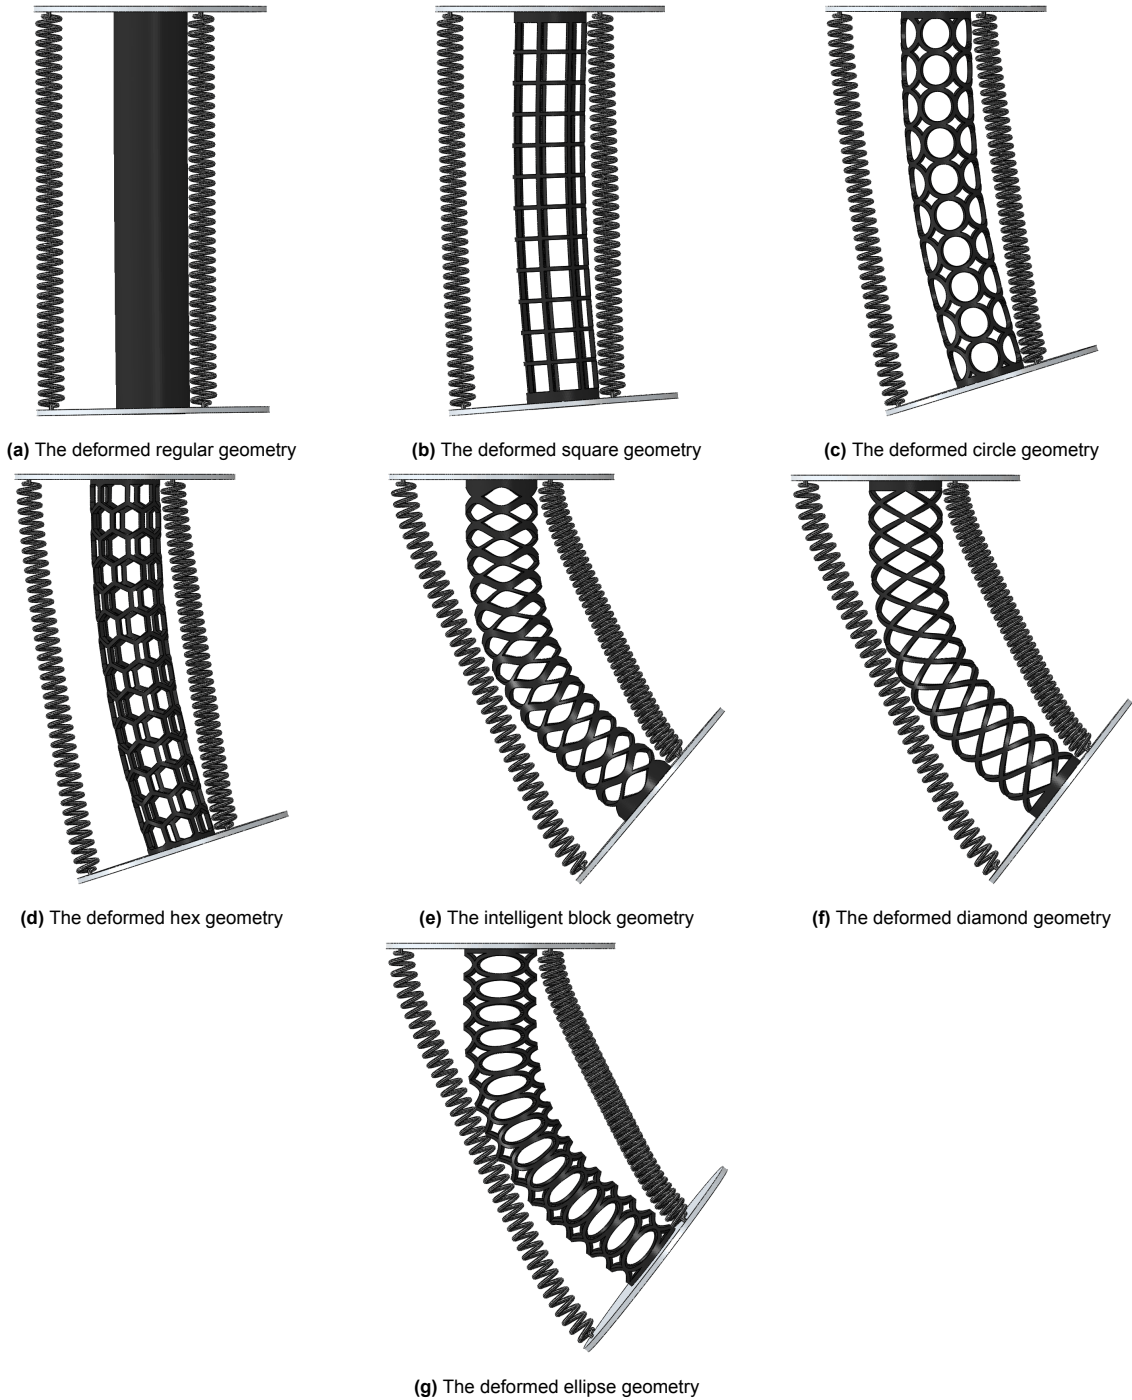 (a) The deformed regular geometry
(b) The deformed square geometry
(c) The deformed circle geometry
(d) The deformed hex geometry
(e) The intelligent block geometry
(f) The deformed diamond geometry
(g) The deformed ellipse geometry